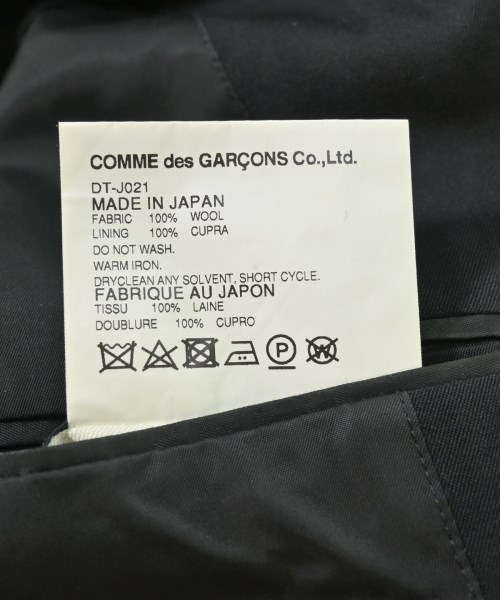 COMME des GARÇONS Co.,Ltd.
DT-J021
MADE IN JAPAN
FABRIC 100% WOOL
LINING 100% CUPRA
DO NOT WASH.
WARM IRON.
DRYCLEAN ANY SOLVENT, SHORT CYCLE.
FABRIQUE AU JAPON
TISSU 100% LAINE
DOUBLURE 100% CUPRO
P W